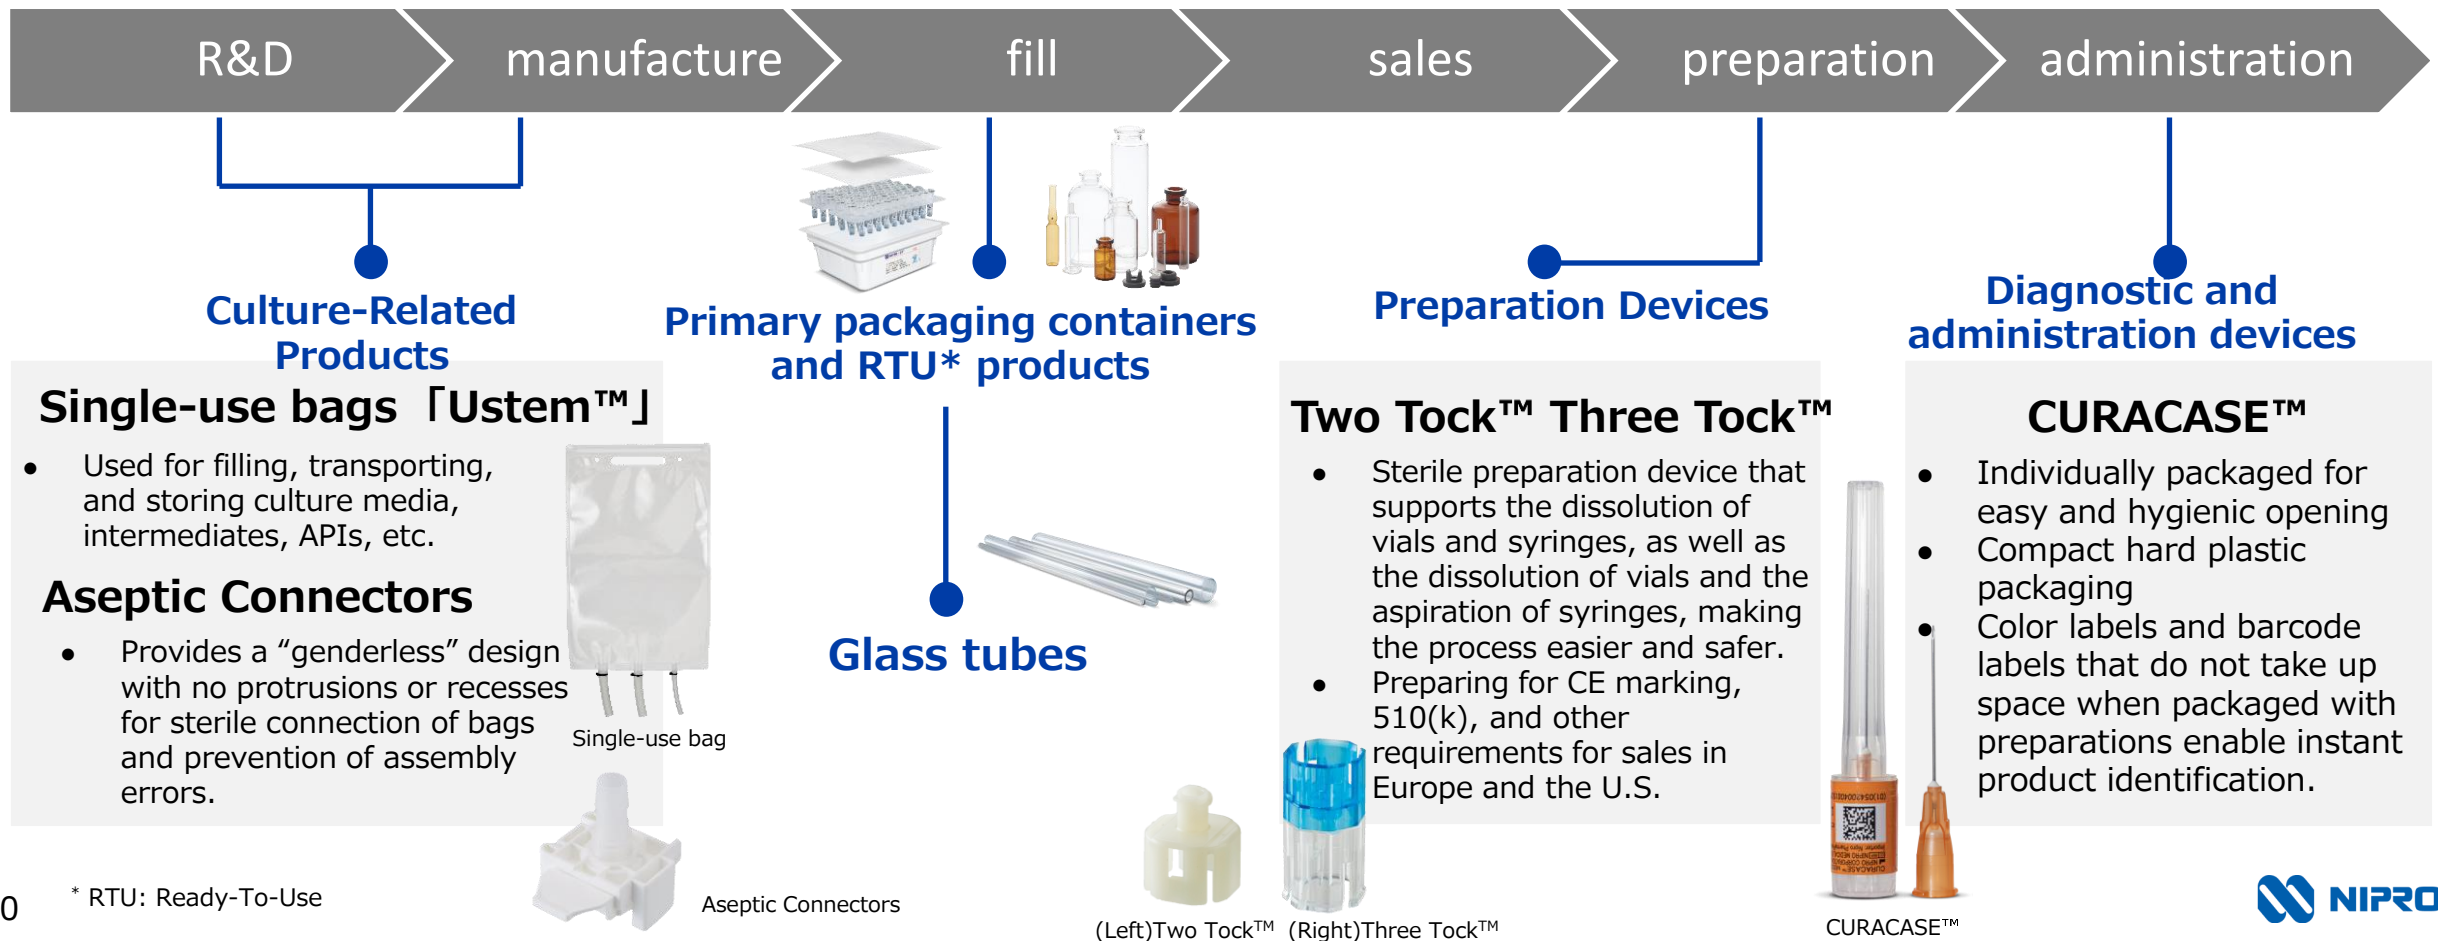 R&D
manufacture
fill
sales
preparation
administration
Culture-Related
Products
Single-use bags「Ustem™」
● Used for filling, transporting,
and storing culture media,
intermediates, APIs, etc.
Aseptic Connectors
● Provides a “genderless” design
with no protrusions or recesses
for sterile connection of bags
and prevention of assembly
errors.
Single-use bag
Aseptic Connectors
Primary packaging containers
and RTU* products
Glass tubes
Preparation Devices
Two Tock™ Three Tock™
● Sterile preparation device that
supports the dissolution of
vials and syringes, as well as
the dissolution of vials and the
aspiration of syringes, making
the process easier and safer.
● Preparing for CE marking,
510(k), and other
requirements for sales in
Europe and the U.S.
(Left)Two Tock™ (Right)Three Tock™
Diagnostic and
administration devices
CURACASE™
● Individually packaged for
easy and hygienic opening
● Compact hard plastic
packaging
● Color labels and barcode
labels that do not take up
space when packaged with
preparations enable instant
product identification.
CURACASE™
* RTU: Ready-To-Use
0
NIPRO